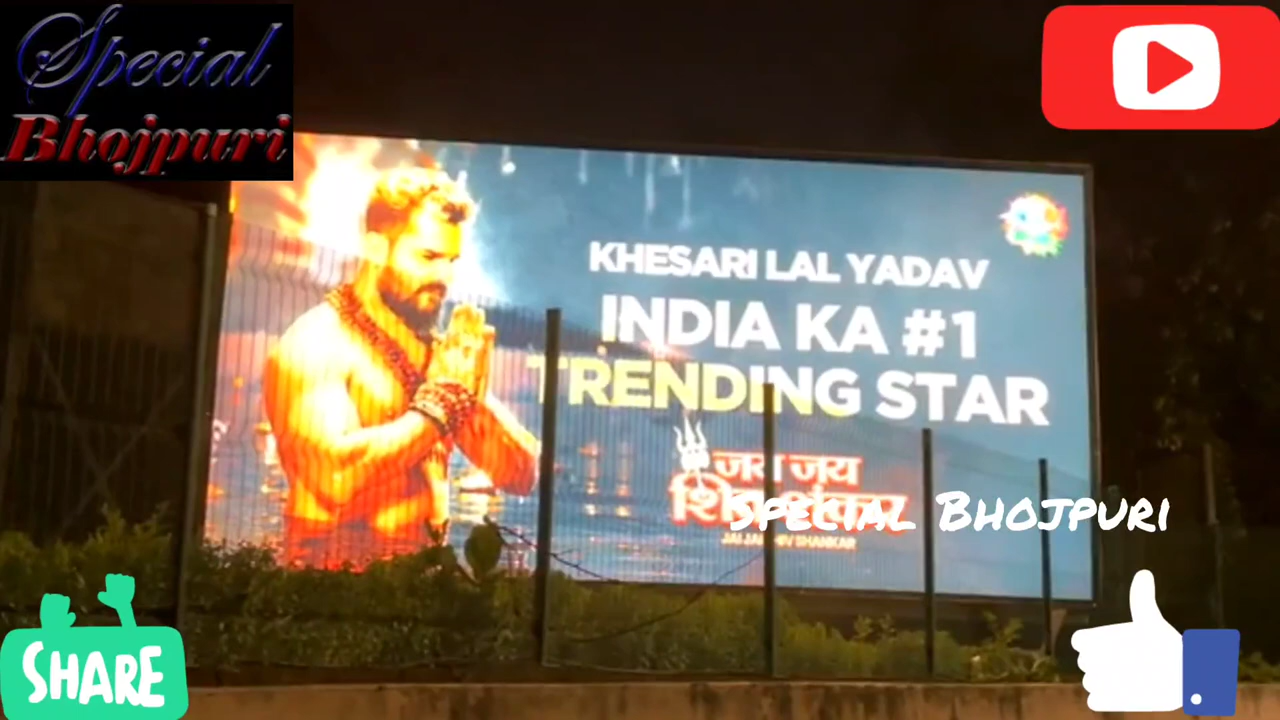 Special
Bhojpuri
KHESARI LAL YADAV
INDIA KA #1
TRENDING STAR
जय जय
शिव शंकर
JAI JAI SHIV SHANKAR
Special Bhojpuri
SHARE